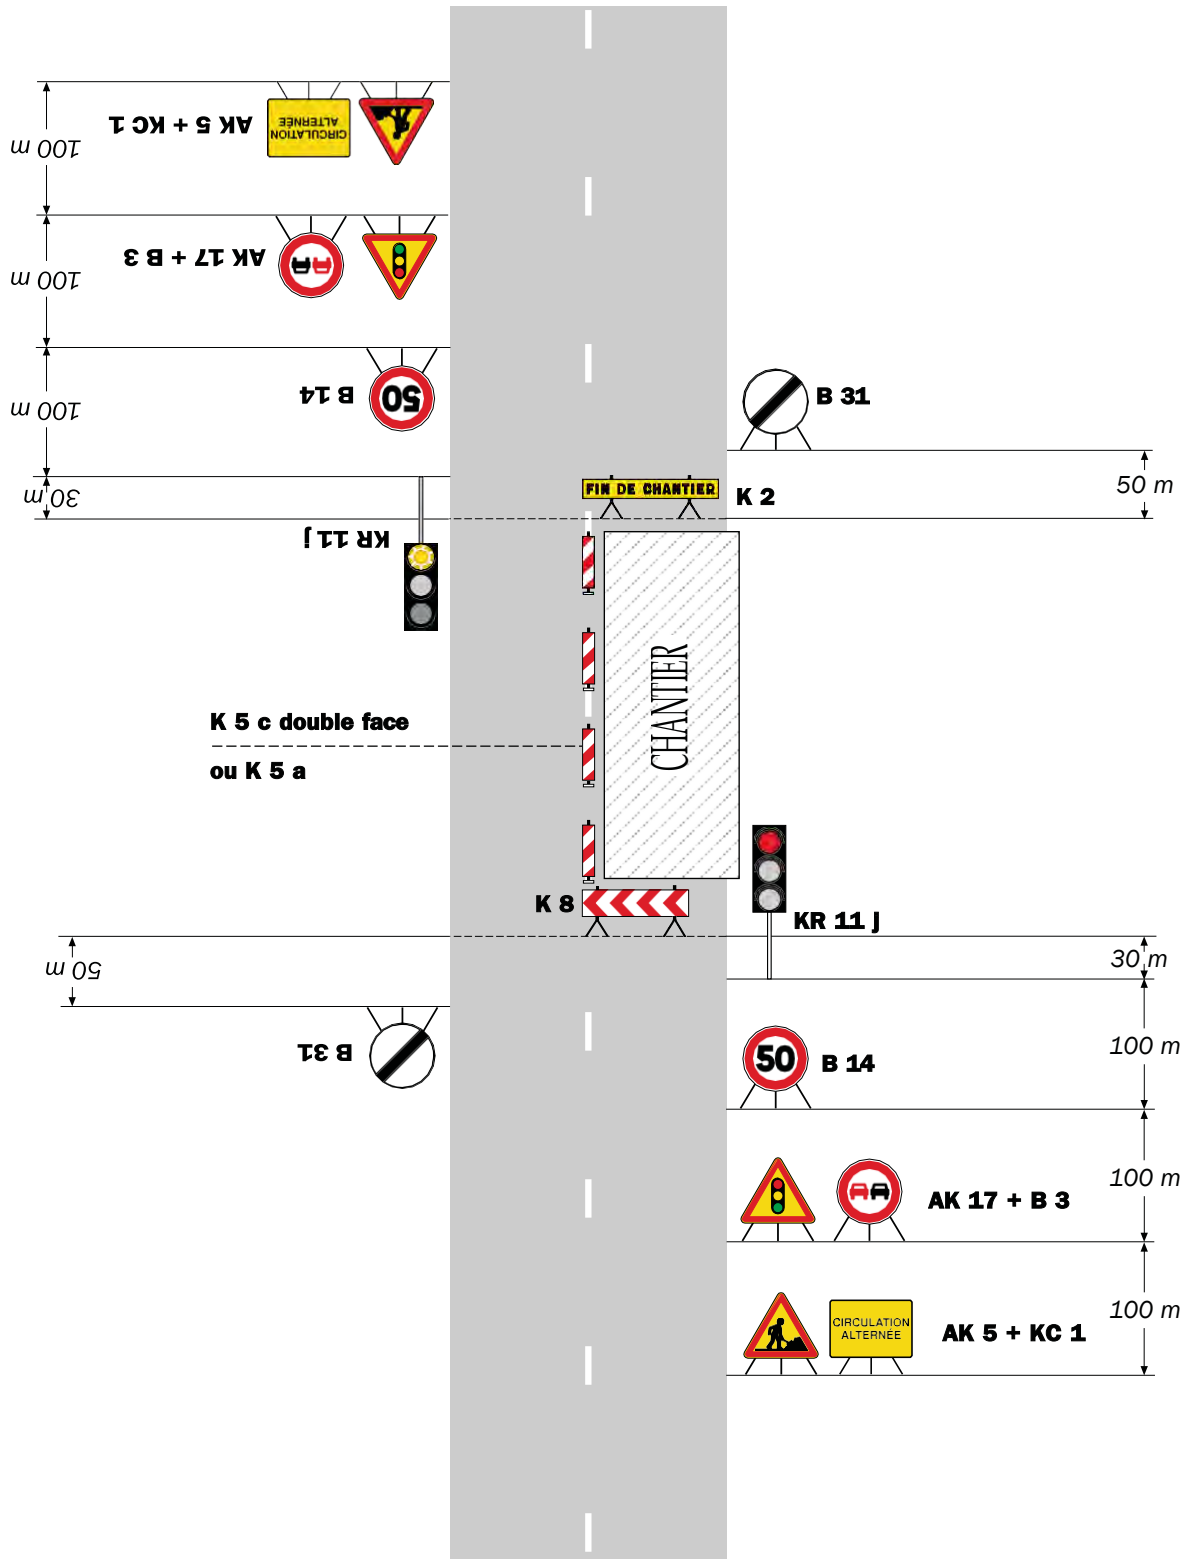 AK 5 + KC 1
CIRCULATION
ALTERNÉE
100 m
AK 17 + B 3
100 m
B 14
50
100 m
B 31
30 m
FIN DE CHANTIER
K 2
50 m
KR 11 j
CHANTIER
K 5 c double face
ou K 5 a
K 8
KR 11 j
50 m
30 m
B 31
50
B 14
100 m
AK 17 + B 3
100 m
CIRCULATION
ALTERNÉE
AK 5 + KC 1
100 m